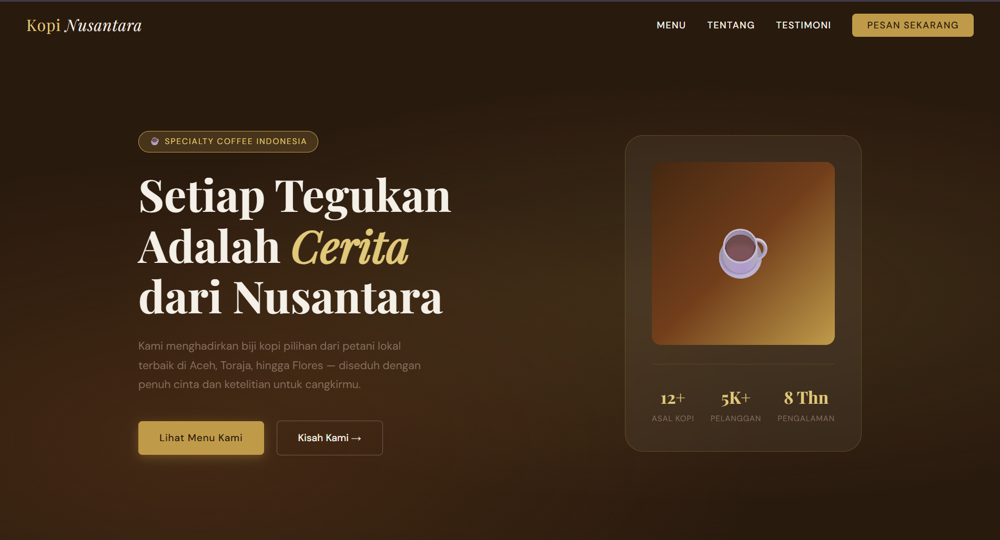 Kopi Nusantara
MENU
TENTANG
TESTIMONI
PESAN SEKARANG
SPECIALTY COFFEE INDONESIA
Setiap Tegukan
Adalah Cerita
dari Nusantara
Kami menghadirkan biji kopi pilihan dari petani lokal
terbaik di Aceh, Toraja, hingga Flores — diseduh dengan
penuh cinta dan ketelitian untuk cangkirmu.
Lihat Menu Kami
Kisah Kami →
12+
ASAL KOPI
5K+
PELANGGAN
8 Thn
PENGALAMAN